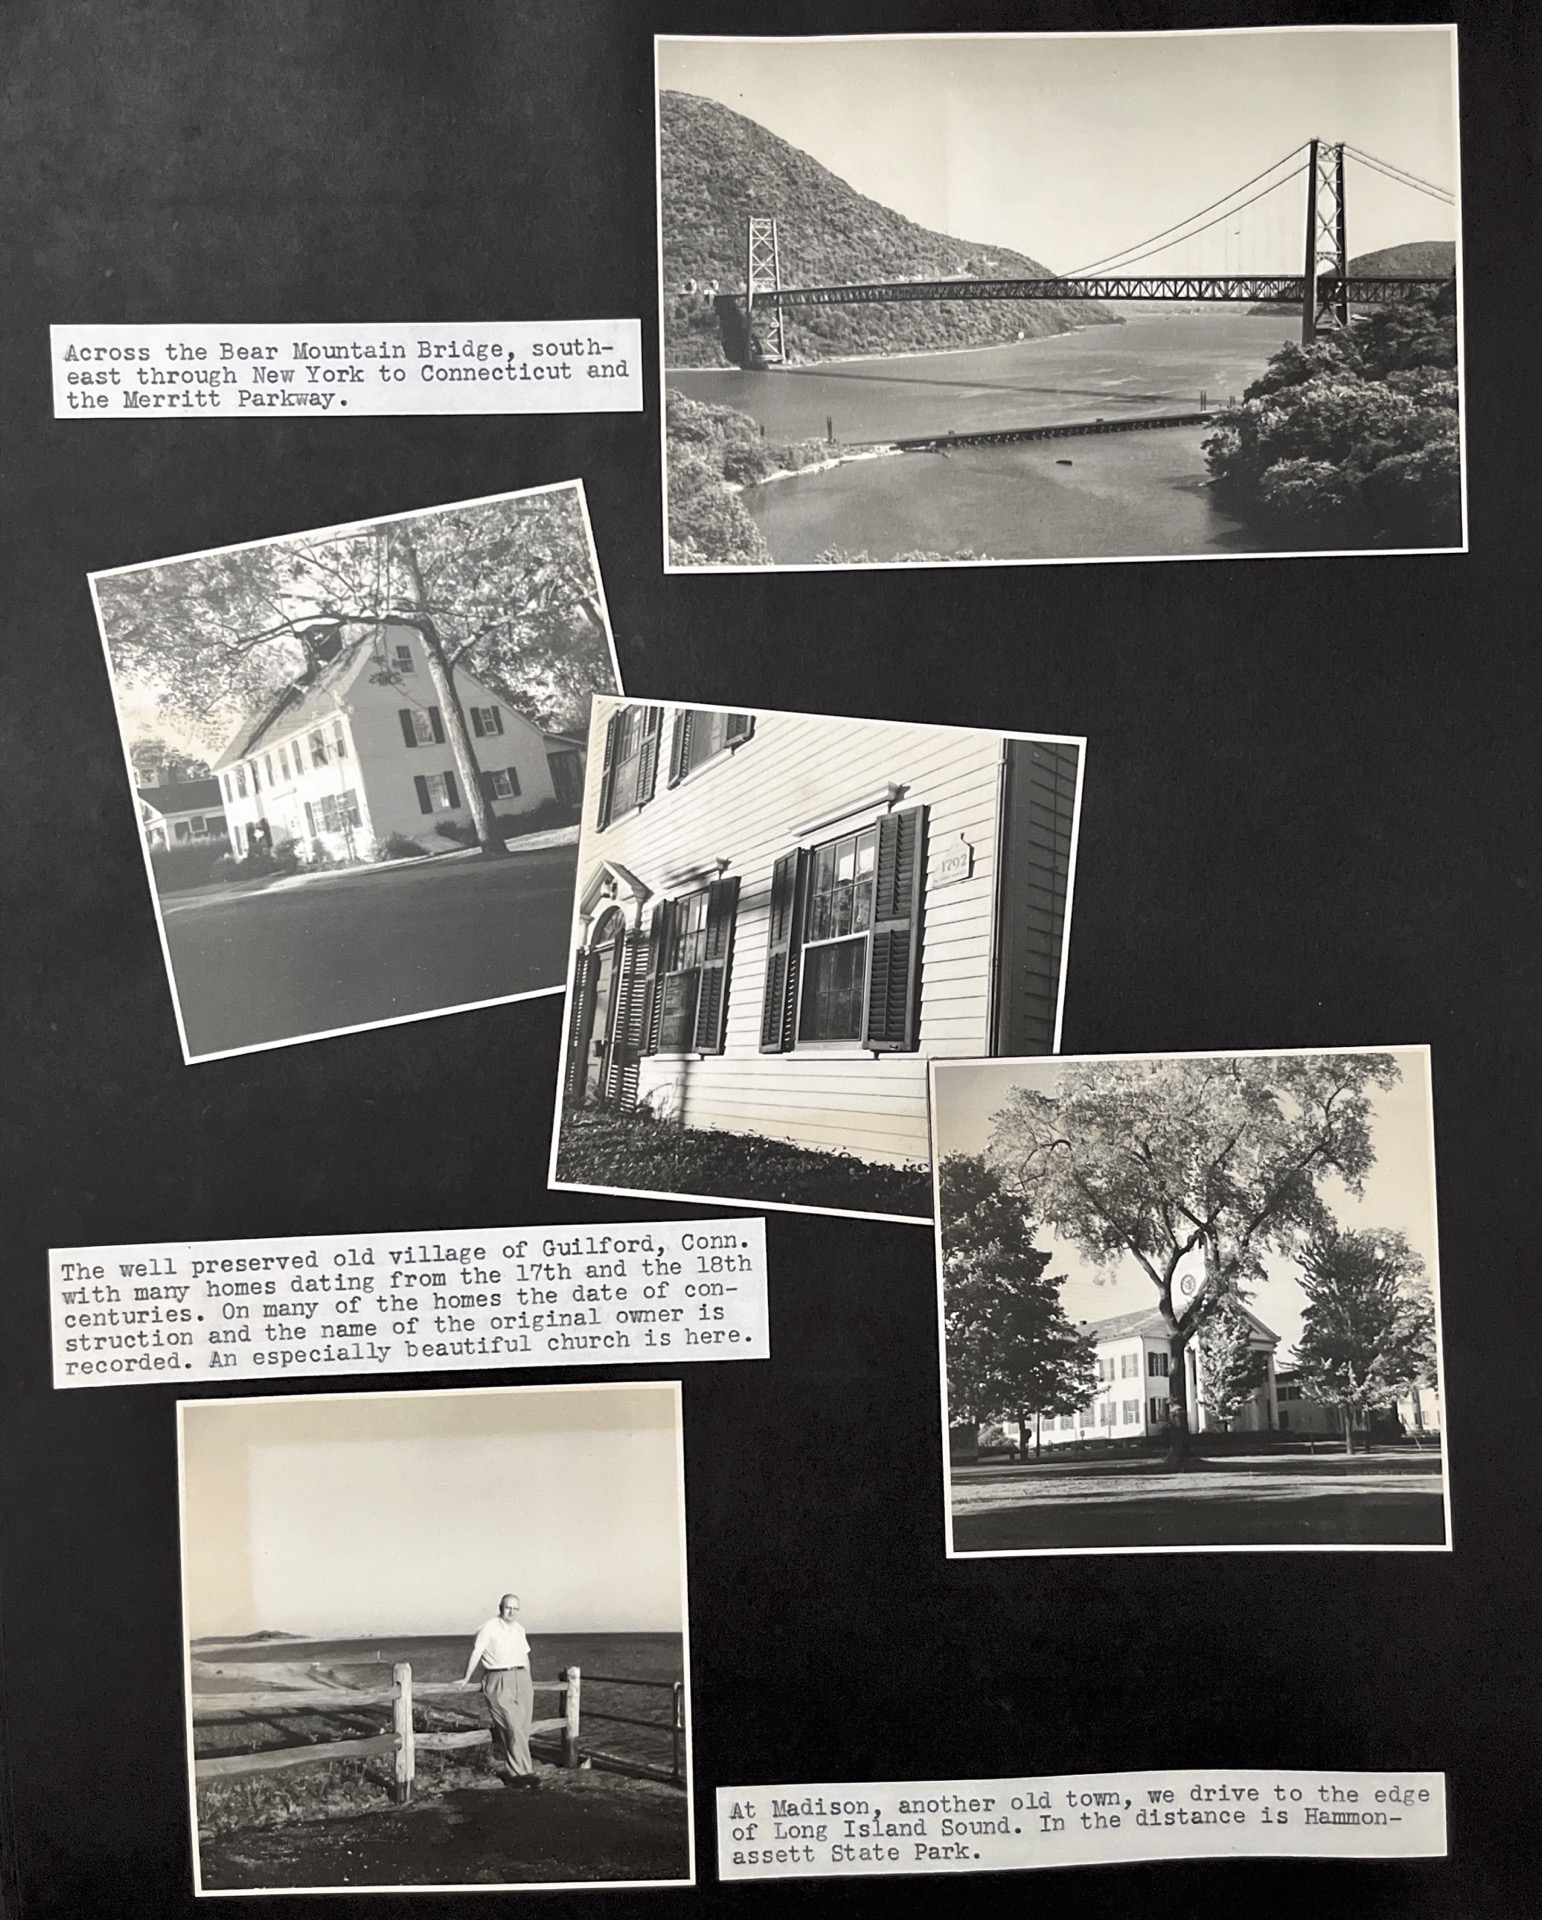 Across the Bear Mountain Bridge, south-
east through New York to Connecticut and
the Merritt Parkway.
1792
The well preserved old village of Guilford, Conn.
with many homes dating from the 17th and the 18th
centuries. On many of the homes the date of con-
struction and the name of the original owner is
recorded. An especially beautiful church is here.
At Madison, another old town, we drive to the edge
of Long Island Sound. In the distance is Hammon-
assett State Park.